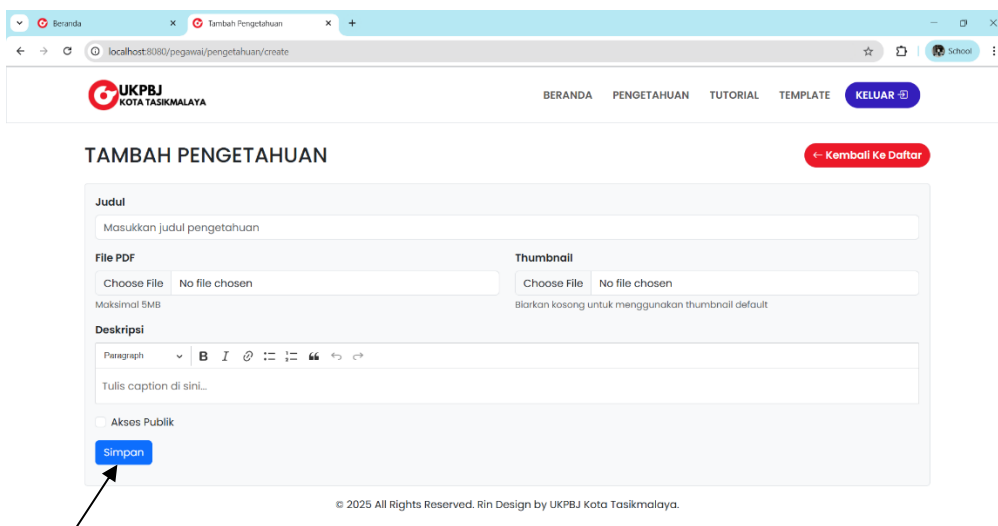 Beranda
Tambah Pengetahuan
localhost:8080/pegawai/pengetahuan/create
School
UKPBJ
KOTA TASIKMALAYA
BERANDA PENGETAHUAN TUTORIAL TEMPLATE KELUAR
TAMBAH PENGETAHUAN
← Kembali Ke Daftar
Judul
Masukkan judul pengetahuan
File PDF
Choose File No file chosen
Maksimal 5MB
Thumbnail
Choose File No file chosen
Biarkan kosong untuk menggunakan thumbnail default
Deskripsi
Paragraph B I
Tulis caption di sini...
Akses Publik
Simpan
© 2025 All Rights Reserved. Rin Design by UKPBJ Kota Tasikmalaya.